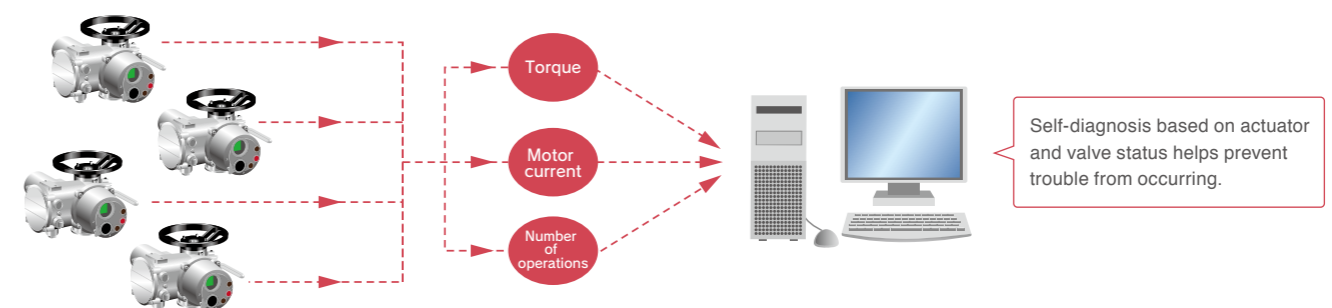 Torque
Motor
current
Number
of
operations
Self-diagnosis based on actuator
and valve status helps prevent
trouble from occurring.